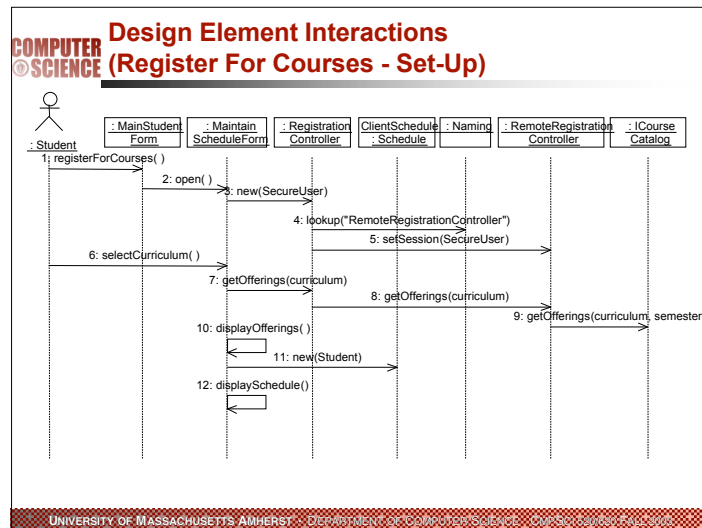 COMPUTER
SCIENCE
Design Element Interactions
(Register For Courses - Set-Up)
: Student
: MainStudent
Form
: Maintain
ScheduleForm
: Registration
Controller
ClientSchedule
: Schedule
: Naming
: RemoteRegistration
Controller
: ICourse
Catalog
1: registerForCourses( )
2: open( )
3: new(SecureUser)
4: lookup("RemoteRegistrationController")
5: setSession(SecureUser)
6: selectCurriculum( )
7: getOfferings(curriculum)
8: getOfferings(curriculum)
9: getOfferings(curriculum, semester
10: displayOfferings( )
11: new(Student)
12: displaySchedule()
UNIVERSITY OF MASSACHUSETTS AMHERST • DEPARTMENT OF COMPUTER SCIENCE • CMPSCI 520/620 FALL 2003